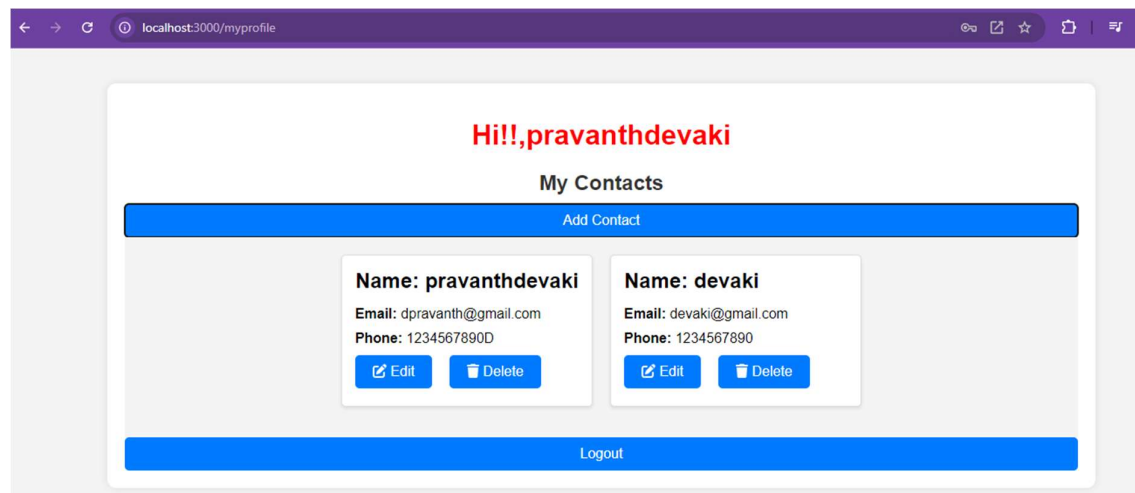 localhost:3000/myprofile
Hi!!,pravanthdevaki
My Contacts
Add Contact
Name: pravanthdevaki
Email: dpravanth@gmail.com
Phone: 1234567890D
Edit Delete
Name: devaki
Email: devaki@gmail.com
Phone: 1234567890
Edit Delete
Logout